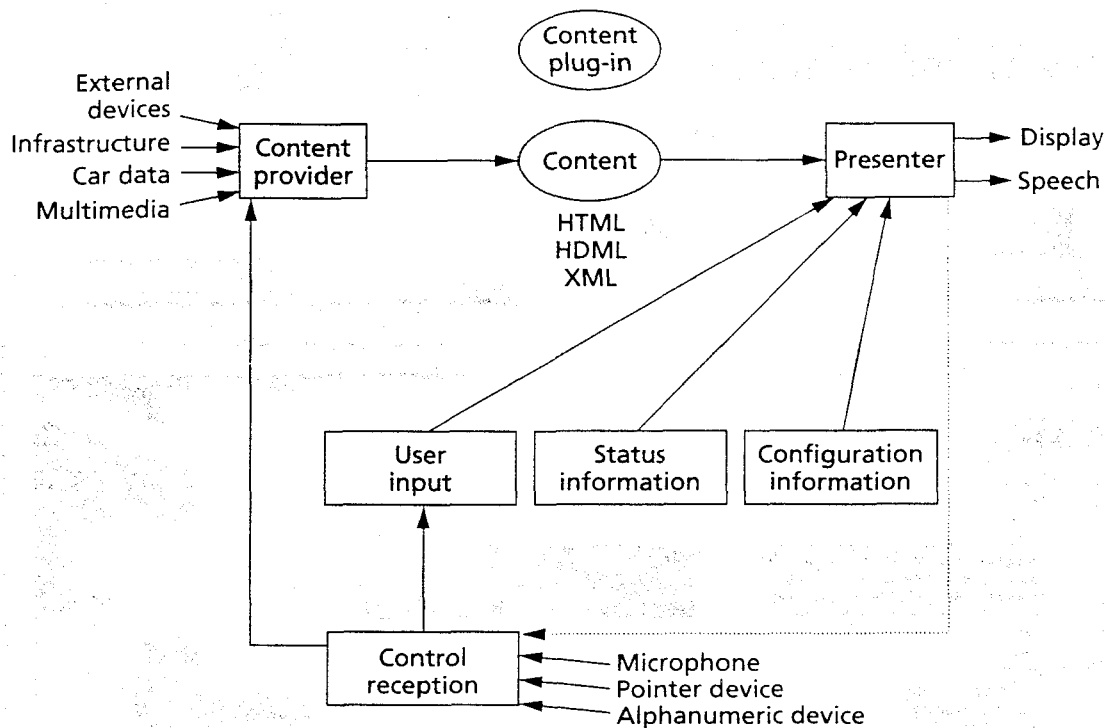 Content
plug-in
External
devices
Infrastructure
Car data
Multimedia
Content
provider
Content
HTML
HDML
XML
Presenter
Display
Speech
User
input
Status
information
Configuration
information
Control
reception
Microphone
Pointer device
Alphanumeric device